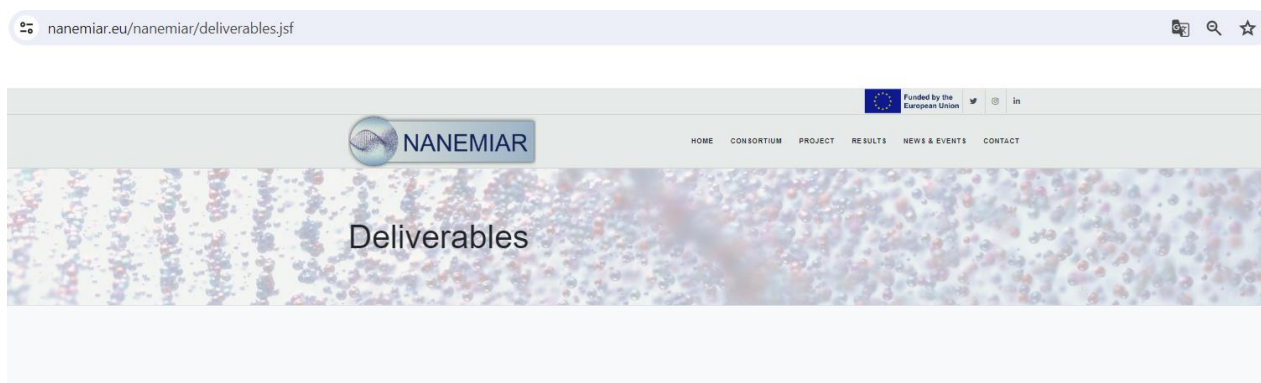 nanemiar.eu/nanemiar/deliverables.jsf
Funded by the
European Union
in
NANEMIAR
HOME CONSORTIUM PROJECT RESULTS NEWS & EVENTS CONTACT
Deliverables